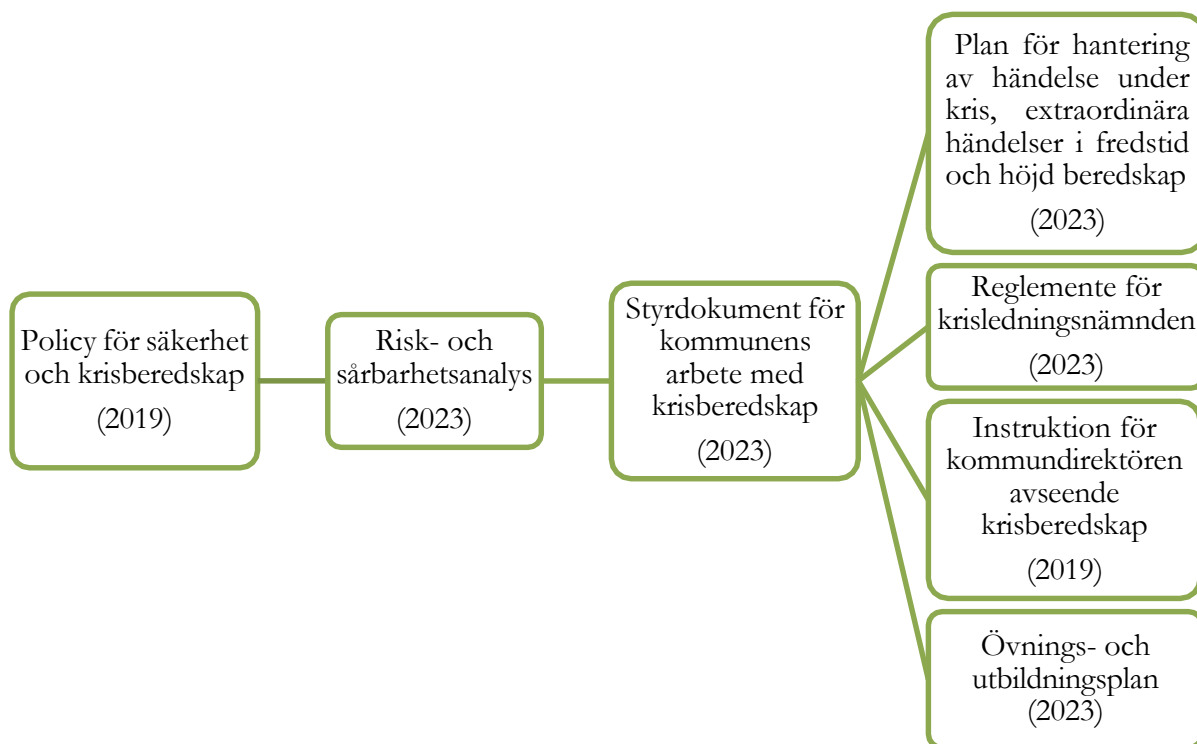 Policy för säkerhet
och krisberedskap
(2019)
Risk- och
sårbarhetsanalys
(2023)
Styrdokument för
kommunens
arbete med
krisberedskap
(2023)
Plan för hantering
av händelse under
kris, extraordinära
händelser i fredstid
och höjd beredskap
(2023)
Reglemente för
krisledningsnämnden
(2023)
Instruktion för
kommundirektören
avseende
krisberedskap
(2019)
Övnings- och
utbildningsplan
(2023)